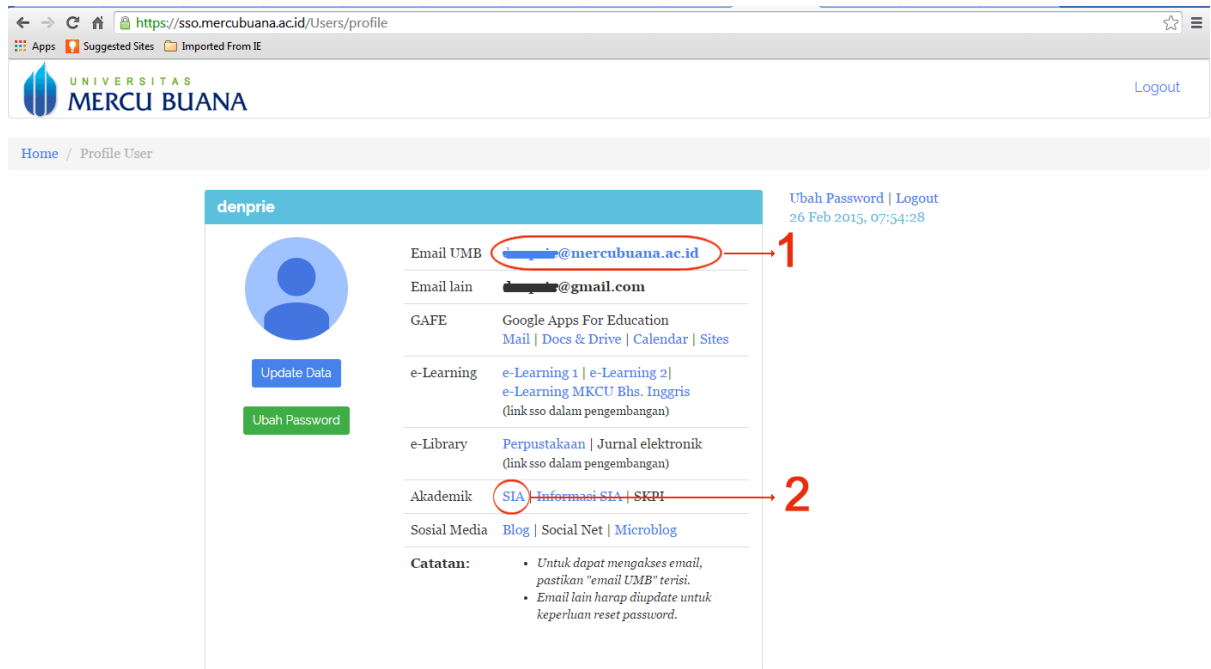 https://sso.mercubuana.ac.id/Users/profile
Apps Suggested Sites Imported From IE
UNIVERSITAS
MERCU BUANA
Logout
Home / Profile User
denprie
Ubah Password | Logout
26 Feb 2015, 07:54:28
Email UMB @mercubuana.ac.id
1
Email lain @gmail.com
GAFE Google Apps For Education
Mail | Docs & Drive | Calendar | Sites
Update Data
e-Learning e-Learning 1 | e-Learning 2|
e-Learning MKCU Bhs. Inggris
(link sso dalam pengembangan)
Ubah Password
e-Library Perpustakaan | Jurnal elektronik
(link sso dalam pengembangan)
Akademik SIA | Informasi SIA | SKPI
2
Sosial Media Blog | Social Net | Microblog
Catatan:
• Untuk dapat mengakses email,
pastikan "email UMB" terisi.
• Email lain harap diupdate untuk
keperluan reset password.